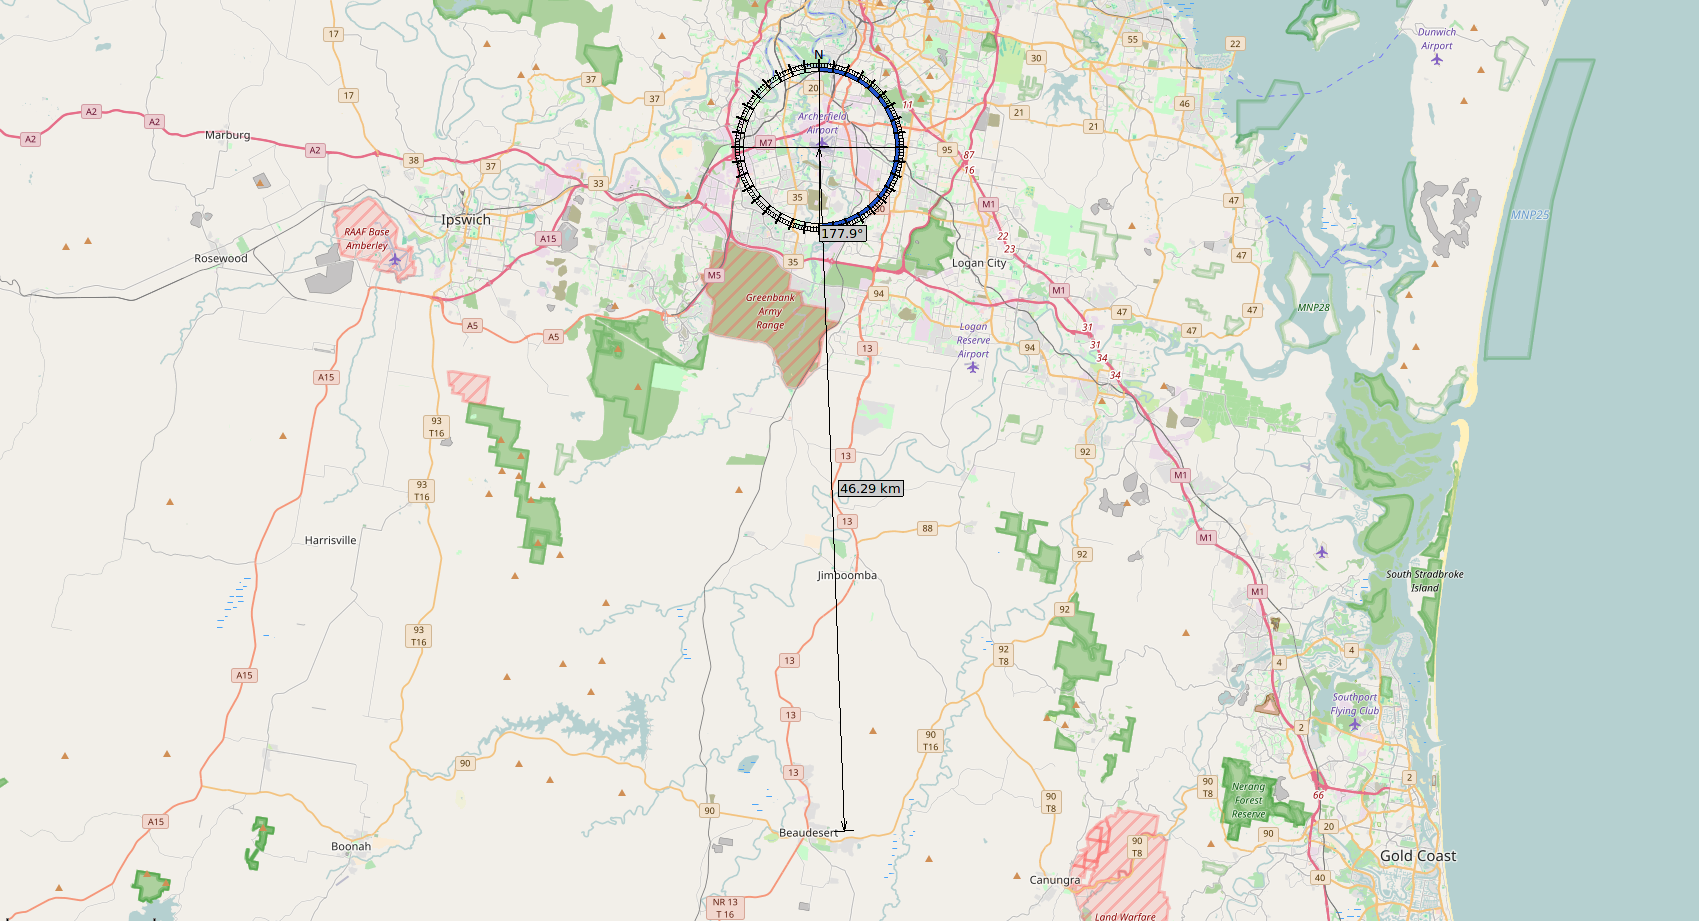 N
Dunwich
Airport
17
55
22
30
37
17
37
20
46
11
A2
Archerfield
Airport
21
A2
21
A2
Marburg
M7
A2
95
87
38
37
16
33
35
47
M1
MNP25
Ipswich
RAAF Base
Amberley
177.9°
22
A15
23
47
Rosewood
35
Logan City
M5
M1
94
Greenbank
Army
Range
47
47
MNP28
A5
Logan
Reserve
Airport
31
47
A5
31
13
94
34
A15
34
93
T16
13
92
M1
93
T16
46.29 km
13
88
Harrisville
M1
92
Jimboomba
South Stradbroke
Island
M1
92
93
T16
92
T8
4
13
4
A15
Southport
Flying Club
13
2
90
T16
90
13
2
90
T8
Nerang
Forest
Reserve
66
90
T8
90
A15
20
Beaudesert
90
Boonah
90
T8
Gold Coast
Canungra
40
NR 13
T 16
Land Warfare